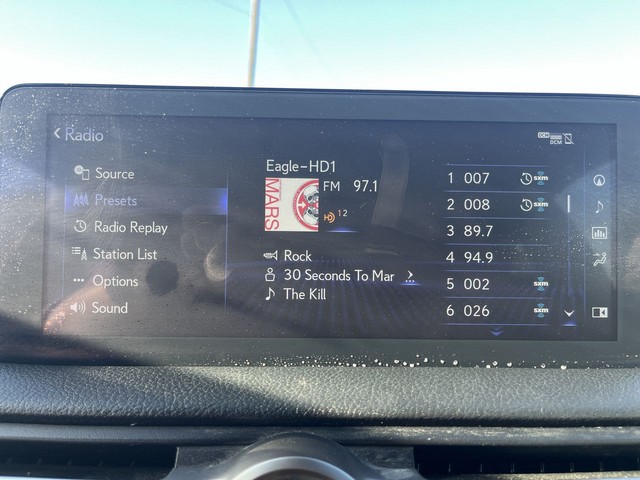 Radio
DCM
Source
Presets
Radio Replay
Station List
Options
Sound
Eagle-HD1
MARS
FM 97.1
12
Rock
30 Seconds To Mar
The Kill
1 007 sxm
2 008 sxm
3 89.7
4 94.9
5 002 sxm
6 026 sxm